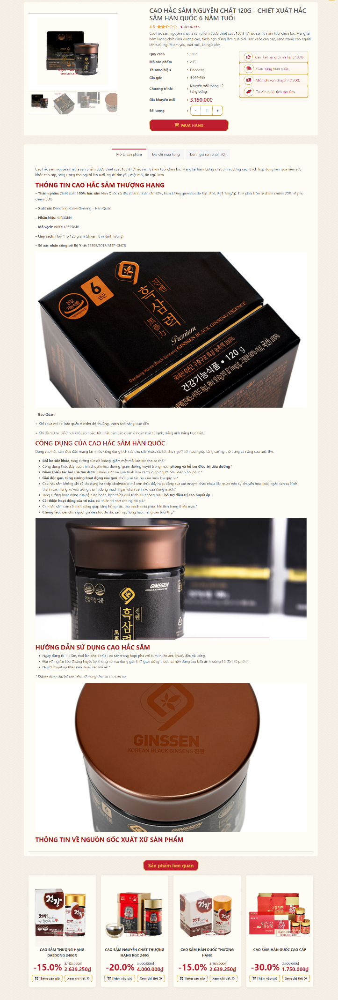 CAO HẮC SÂM NGUYÊN CHẤT 120G - CHIẾT XUẤT HẮC
SÂM HÀN QUỐC 6 NĂM TUỔI
4.8 1.2k Đã bán
Cao hắc sâm nguyên chất là sản phẩm được chiết xuất 100% từ hắc sâm 6 năm tuổi chọn lọc. Mang lại
hàm lượng chất dinh dưỡng cao, thích hợp dùng làm quà biếu sức khỏe cao cấp, sang trọng cho người
lớn tuổi, người ốm yếu, mệt mỏi, ăn ngủ kém.
Quy cách : 120g
Mã sản phẩm : 245
Thương hiệu : Daedong
Giá gốc : 4.200.000
Chương trình: : Khuyến mãi tháng 12
tưng bừng
Giá khuyến mãi : 3.150.000
Số lượng : - 1 +
MUA HÀNG
Cam kết hàng chính hãng 100%
Giao hàng toàn quốc
Miễn phí vận chuyển từ 500k
Tư vấn nhiệt tình tận tâm
Mô tả sản phẩm
Địa chỉ mua hàng
Đánh giá sản phẩm (0)
Cao hắc sâm nguyên chất là sản phẩm được chiết xuất 100% từ hắc sâm 6 năm tuổi chọn lọc. Mang lại hàm lượng chất dinh dưỡng cao, thích hợp dùng làm quà biếu sức
khỏe cao cấp, sang trọng cho người lớn tuổi, người ốm yếu, mệt mỏi, ăn ngủ kém.
THÔNG TIN CAO HẮC SÂM THƯỢNG HẠNG
– Thành phần: Chiết xuất 100% hắc sâm Hàn Quốc cô đặc (thành phần rắn 60%, hàm lượng ginsenoside Rg1, Rb1, Rg3 7mg/g). Tỉ lệ phối trộn rễ chính chiếm 70%, rễ phụ
chiếm 30%
– Xuất xứ: Daedong Korea Ginseng – Hàn Quốc
– Nhãn hiệu: GINSSEN
– Mã vạch: 8809118595840
– Quy cách: Hộp 1 lọ 120 gram (đi kèm thìa định lượng)
– Số xác nhận công bố Bộ Y tế: 29895/2017/ATTP-XNCB
건강
기능식품
6
년근
진쎈
흑삼력
黑蔘力
Premium
Daedong Korea Black Ginseng GINSSEN BLACK GINSENG ESSENCE
국내산 6년근 구증구포 흑삼 농축액 100%
건강기능식품 • 120 g
– Bảo Quản:
+ Khi chưa mở ra: bảo quản ở nhiệt độ thường, tránh ánh nắng trực tiếp
+ Khi đã mở ra: để ở nơi khô ráo hoặc tốt nhất nên bảo quản ở ngăn mát tủ lạnh, trắng ánh nắng trực tiếp.
CÔNG DỤNG CỦA CAO HẮC SÂM HÀN QUỐC
Dùng cao hắc sâm đều đặn mang lại nhiều công dụng tích cực cho sức khỏe, rất tốt cho người lớn tuổi, giúp tăng cường thể trạng và nâng cao tuổi thọ.
Bồi bổ sức khỏe, tăng cường sức đề kháng, giảm mệt mỏi lao lực cho cơ thể.*
Công dụng thúc đẩy quá trình chuyển hóa đường, giảm đường huyết trong máu, phòng và hỗ trợ điều trị tiểu đường.*
Giảm thiểu tác hại của tân dược, kháng sinh và quá trình hóa xạ trị, giúp người ốm nhanh hồi phục.*
Giải độc gan, tăng cường hoạt động của gan, chống lại tác hại của rượu bia gây ra.*
Cao hắc sâm không chỉ có tác dụng hạ thấp cholesterol mà còn thúc đẩy hoạt động của các enzym khác nhau liên quan đến sự chuyển hóa lipid, ngăn cản sự hình
thành các mảng xơ vữa trong thành động mạch ngăn chặn bệnh xơ vữa động mạch.*
Tăng cường hoạt động của hệ tuần hoàn, kích thích quá trình lưu thông máu, hỗ trợ điều trị cao huyết áp.
Cải thiện hoạt động của trí não, cải thiện trí nhớ cho người già.*
Cao hắc sâm còn có chức năng giúp tăng hồng cầu, tạo mạch máu phục hồi tình trạng thiếu máu.*
Chống lão hóa, cho người già đen tóc đỏ da, sắc mặt hồng hào, nâng cao tuổi thọ.*
GMP
건강기능식품
GINSSEN
KOREAN BLACK GINSENG 진쎈
진쎈
흑삼력
HƯỚNG DẪN SỬ DỤNG CAO HẮC SÂM
Ngày dùng từ 1-2 lần, mỗi lần pha 1 thìa ( có sẵn trong hộp) pha với 80ml nước ấm, khuấy đều và uống.
Đối với người tiểu đường huyết áp không nên sử dụng gần thời gian dùng thuốc và nên dùng sau bữa ăn khoảng 15 đến 20 phút.*
Người huyết áp thấp nên dùng sau khi ăn.*
* Không dùng cho trẻ em, phụ nữ mang thai và cho con bú.
GINSSEN
KOREAN BLACK GINSENG 진쎈
THÔNG TIN VỀ NGUỒN GỐC XUẤT XỨ SẢN PHẨM
Sản phẩm liên quan
CAO SÂM THƯỢNG HẠNG
DAEDONG 240GR
-15.0% 3.105.000đ
2.639.250₫
Thêm vào giỏ
Xem chi tiết
CAO SÂM NGUYÊN CHẤT THƯỢNG
HẠNG KGC 240G
-20.0% 5.000.000đ
4.000.000₫
Thêm vào giỏ
Xem chi tiết
CAO SÂM HÀN QUỐC THƯỢNG
HẠNG
-15.0% 3.105.000đ
2.639.250₫
Thêm vào giỏ
Xem chi tiết
CAO SÂM HÀN QUỐC CAO CẤP
-30.0% 2.500.000đ
1.750.000₫
Thêm vào giỏ
Xem chi tiết